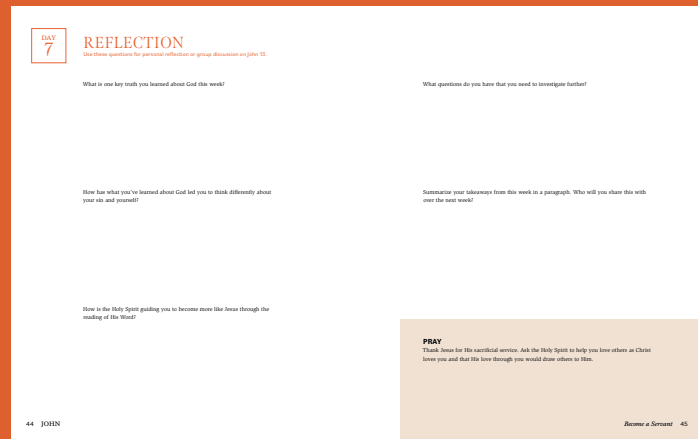 DAY
7
REFLECTION
Use these questions for personal reflection or group discussion on John 13.
What is one key truth you learned about God this week?
How has what you've learned about God led you to think differently about
your sin and yourself?
How is the Holy Spirit guiding you to become more like Jesus through the
reading of His Word?
44 JOHN
What questions do you have that you need to investigate further?
Summarize your takeaways from this week in a paragraph. Who will you share this with
over the next week?
PRAY
Thank Jesus for His sacrificial service. Ask the Holy Spirit to help you love others as Christ
loves you and that His love through you would draw others to Him.
Become a Servant 45